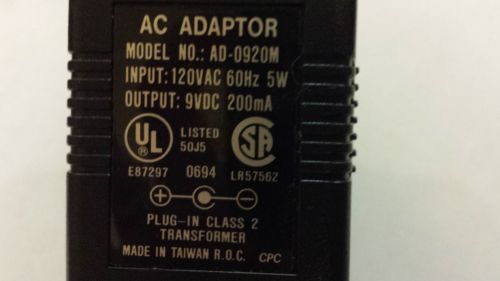 AC ADAPTOR
MODEL NO.: AD-0920M
INPUT: 120VAC 60Hz 5W
OUTPUT: 9VDC 200mA
UL ® LISTED 50J5 SA
E87297 0694 LR57562
+ −
PLUG-IN CLASS 2
TRANSFORMER
MADE IN TAIWAN R.O.C. CPC